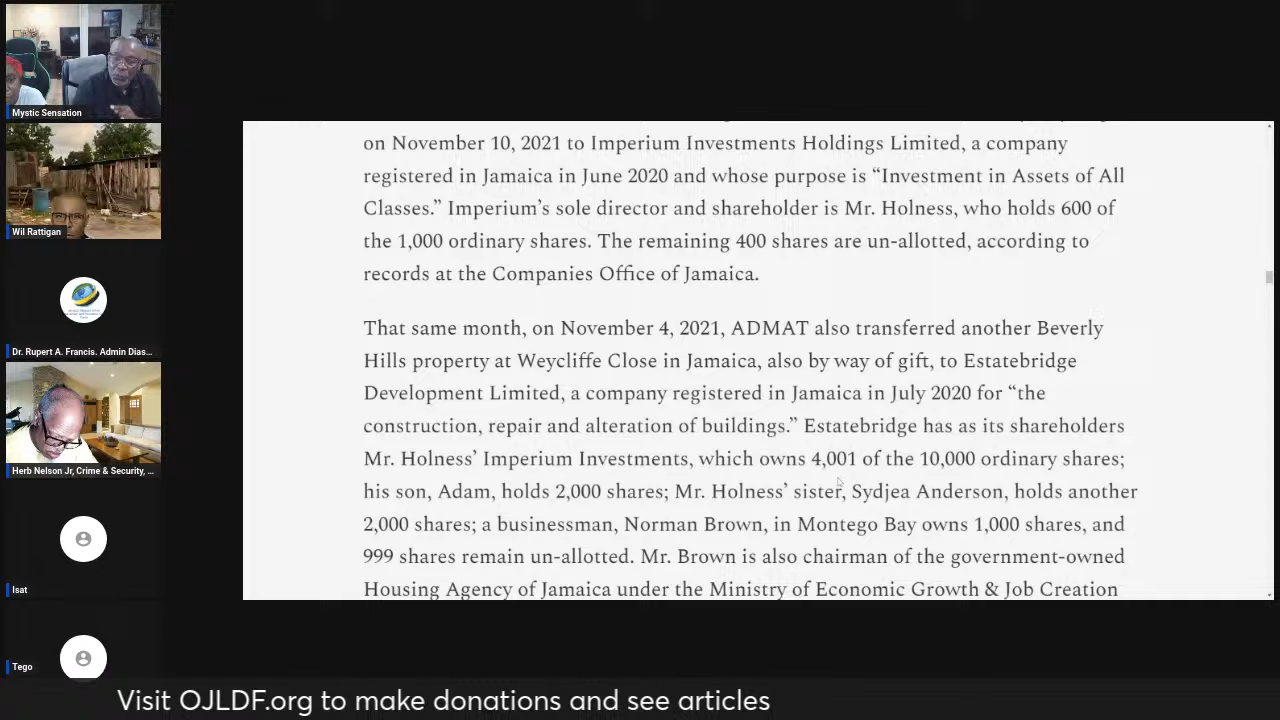 Mystic Sensation
Wil Rattigan
Dr. Rupert A. Francis. Admin Dias...
Herb Nelson Jr, Crime & Security, ...
Isat
Tego
on November 10, 2021 to Imperium Investments Holdings Limited, a company
registered in Jamaica in June 2020 and whose purpose is “Investment in Assets of All
Classes.” Imperium’s sole director and shareholder is Mr. Holness, who holds 600 of
the 1,000 ordinary shares. The remaining 400 shares are un-allotted, according to
records at the Companies Office of Jamaica.
That same month, on November 4, 2021, ADMAT also transferred another Beverly
Hills property at Weycliffe Close in Jamaica, also by way of gift, to Estatebridge
Development Limited, a company registered in Jamaica in July 2020 for “the
construction, repair and alteration of buildings.” Estatebridge has as its shareholders
Mr. Holness’ Imperium Investments, which owns 4,001 of the 10,000 ordinary shares;
his son, Adam, holds 2,000 shares; Mr. Holness’ sister, Sydjea Anderson, holds another
2,000 shares; a businessman, Norman Brown, in Montego Bay owns 1,000 shares, and
999 shares remain un-allotted. Mr. Brown is also chairman of the government-owned
Housing Agency of Jamaica under the Ministry of Economic Growth & Job Creation
Visit OJLDF.org to make donations and see articles